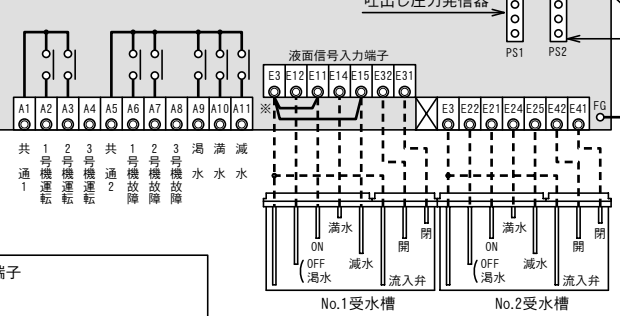 吐出し圧力発信器
PS1
PS2
液面信号入力端子
E3 E12 E11 E14 E15 E32 E31
A1 A2 A3 A4 A5 A6 A7 A8 A9 A10 A11
※
E3 E22 E21 E24 E25 E42 E41
FG
共通1
1号機運転
2号機運転
3号機運転
共通2
1号機故障
2号機故障
3号機故障
渇水
満水
減水
ON
OFF
渇水
満水
減水
開
閉
流入弁
ON
OFF
渇水
満水
減水
開
閉
流入弁
No.1受水槽
No.2受水槽
端子